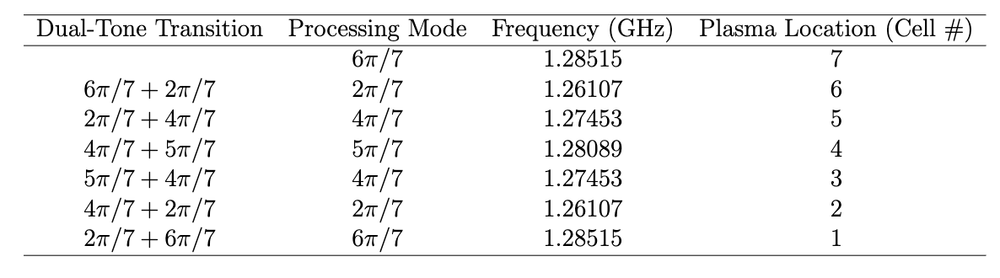 Dual-Tone Transition Processing Mode Frequency (GHz) Plasma Location (Cell #)
6π/7 1.28515 7
6π/7 + 2π/7 2π/7 1.26107 6
2π/7 + 4π/7 4π/7 1.27453 5
4π/7 + 5π/7 5π/7 1.28089 4
5π/7 + 4π/7 4π/7 1.27453 3
4π/7 + 2π/7 2π/7 1.26107 2
2π/7 + 6π/7 6π/7 1.28515 1